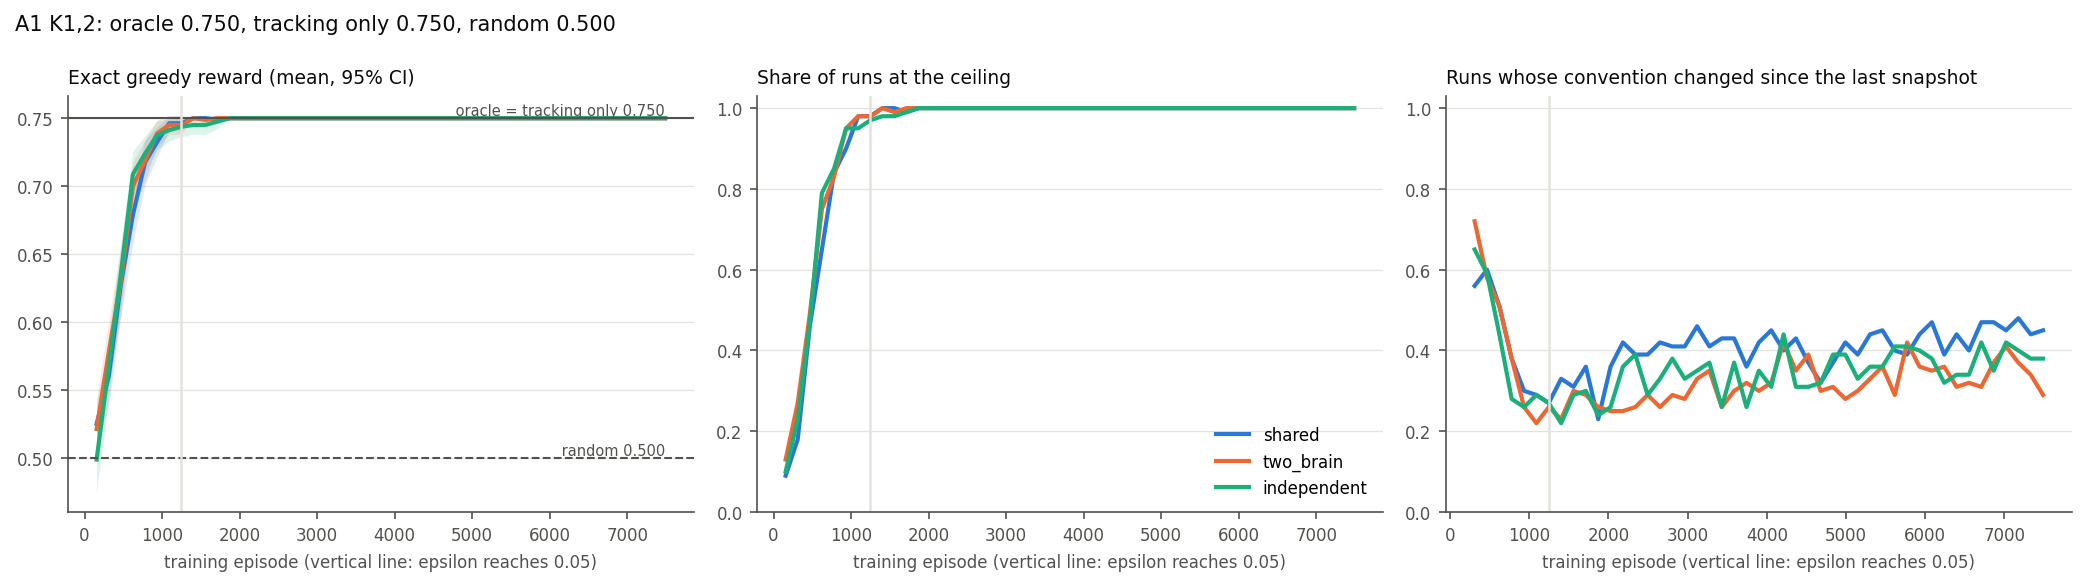 A1 K1,2: oracle 0.750, tracking only 0.750, random 0.500
Exact greedy reward (mean, 95% CI)
0.75
0.70
0.65
0.60
0.55
0.50
oracle = tracking only 0.750
random 0.500
0 1000 2000 3000 4000 5000 6000 7000
training episode (vertical line: epsilon reaches 0.05)
Share of runs at the ceiling
1.0
0.8
0.6
0.4
0.2
0.0
shared
two_brain
independent
0 1000 2000 3000 4000 5000 6000 7000
training episode (vertical line: epsilon reaches 0.05)
Runs whose convention changed since the last snapshot
1.0
0.8
0.6
0.4
0.2
0.0
0 1000 2000 3000 4000 5000 6000 7000
training episode (vertical line: epsilon reaches 0.05)